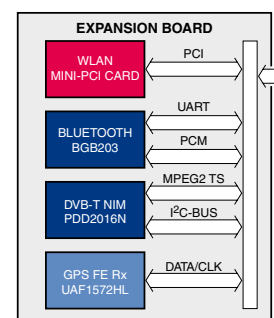 EXPANSION BOARD
WLAN
MINI-PCI CARD
PCI
BLUETOOTH
BGB203
UART
PCM
DVB-T NIM
PDD2016N
MPEG2 TS
I²C-BUS
GPS FE Rx
UAF1572HL
DATA/CLK